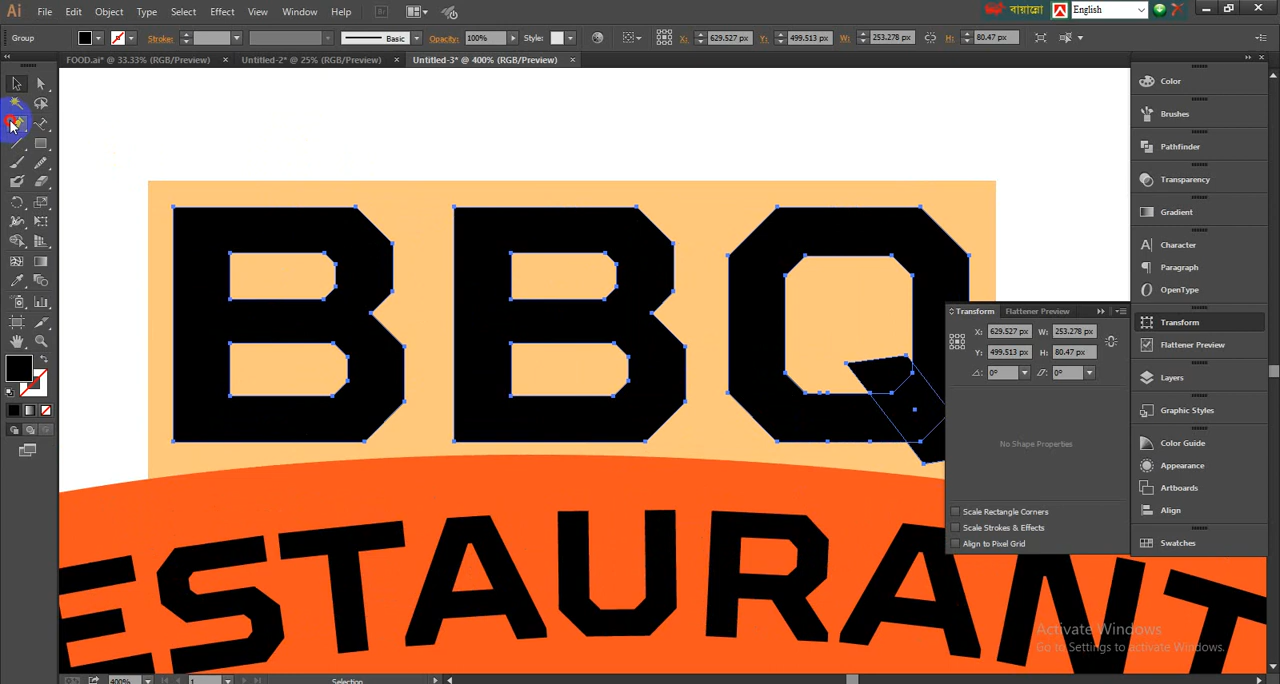 Ai File Edit Object Type Select Effect View Window Help Br বায়ান্নো English
Group Stroke: Basic Opacity: 100% Style: X: 629.527 px Y: 499.513 px W: 253.278 px H: 80.47 px
FOOD.ai* @ 33.33% (RGB/Preview) × Untitled-2* @ 25% (RGB/Preview) × Untitled-3* @ 400% (RGB/Preview) ×
Color
Brushes
Pathfinder
Transparency
Gradient
Character
Paragraph
OpenType
Transform
Flattener Preview
Layers
Graphic Styles
Color Guide
Appearance
Artboards
Align
Swatches
Transform Flattener Preview
X: 629.527 px W: 253.278 px
Y: 499.513 px H: 80.47 px
0° 0°
No Shape Properties
Scale Rectangle Corners
Scale Strokes & Effects
Align to Pixel Grid
BBQ
ESTAURANT
Activate Windows
Go to Settings to activate Windows.
400% 1 Selection